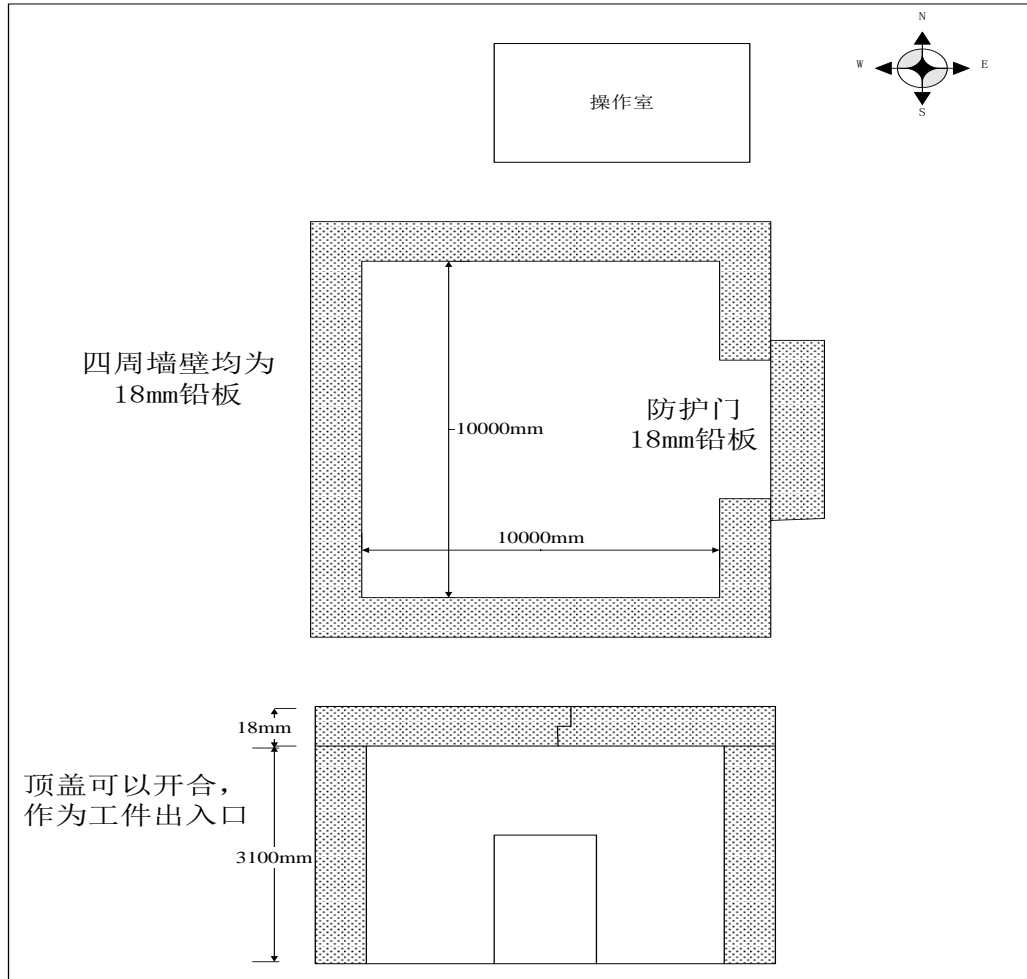 N
W
E
S
操作室
四周墙壁均为
18mm铅板
防护门
18mm铅板
10000mm
10000mm
18mm
顶盖可以开合，
作为工件出入口
3100mm